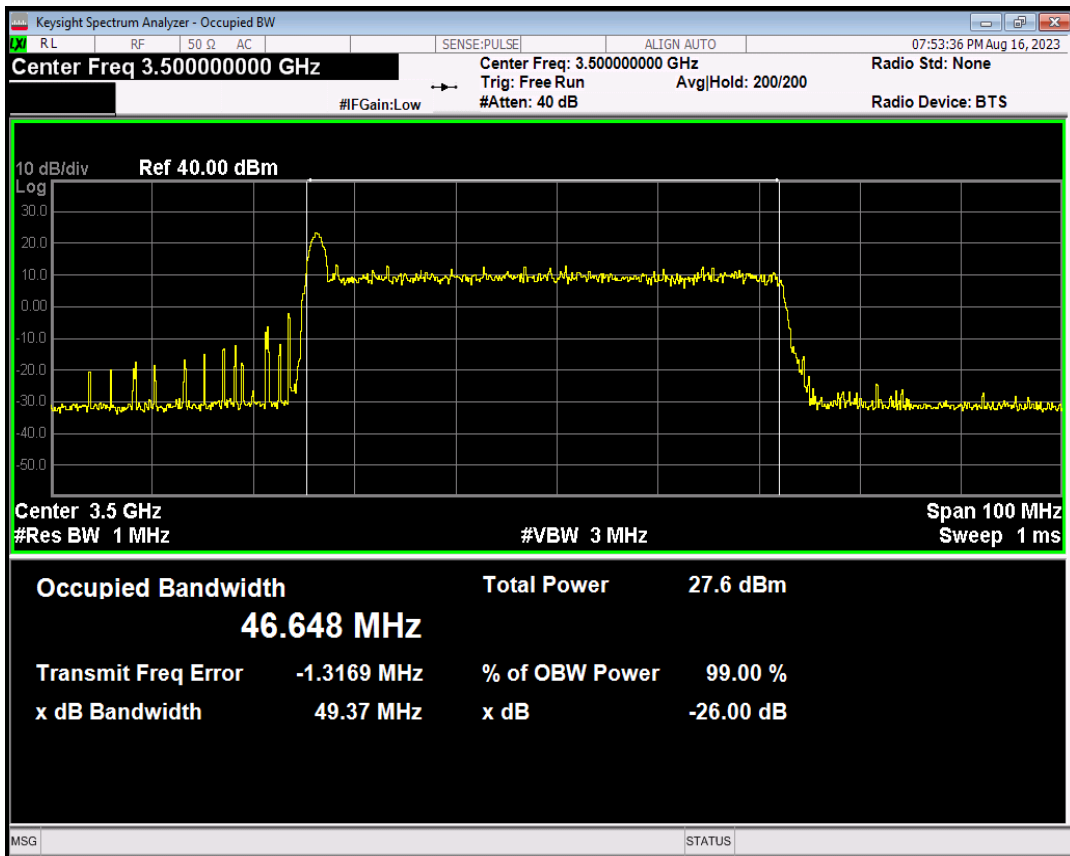 Keysight Spectrum Analyzer - Occupied BW
LXI RL RF 50 Ω AC SENSE:PULSE ALIGN AUTO 07:53:36 PM Aug 16, 2023
Center Freq 3.500000000 GHz
Center Freq: 3.500000000 GHz
Radio Std: None
Trig: Free Run Avg|Hold: 200/200
#IFGain:Low #Atten: 40 dB Radio Device: BTS
10 dB/div Ref 40.00 dBm
Log
30.0
20.0
10.0
0.00
-10.0
-20.0
-30.0
-40.0
-50.0
Center 3.5 GHz Span 100 MHz
#Res BW 1 MHz #VBW 3 MHz Sweep 1 ms
Occupied Bandwidth Total Power 27.6 dBm
46.648 MHz
Transmit Freq Error -1.3169 MHz % of OBW Power 99.00 %
x dB Bandwidth 49.37 MHz x dB -26.00 dB
MSG STATUS